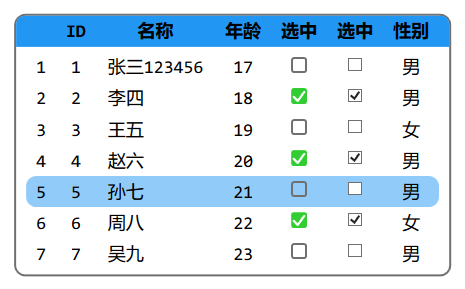 ID 名称 年龄 选中 选中 性别
1 1 张三123456 17 男
2 2 李四 18 男
3 3 王五 19 女
4 4 赵六 20 男
5 5 孙七 21 男
6 6 周八 22 女
7 7 吴九 23 男